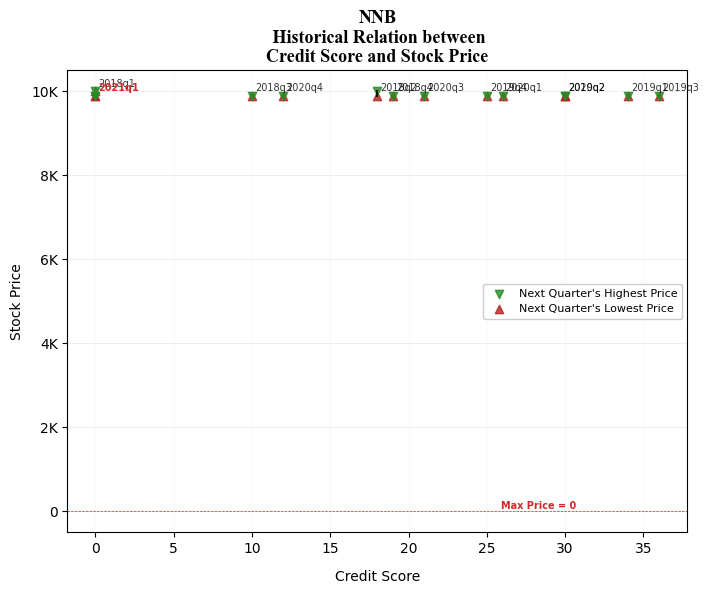 NNB
Historical Relation between
Credit Score and Stock Price
10K
8K
6K
4K
2K
0
Stock Price
2018q1
2021q1
2018q3
2020q4
2018q2
2018q4
2020q3
2019q4
2020q1
2019q1
2019q3
Next Quarter's Highest Price
Next Quarter's Lowest Price
Max Price = 0
0
5
10
15
20
25
30
35
Credit Score